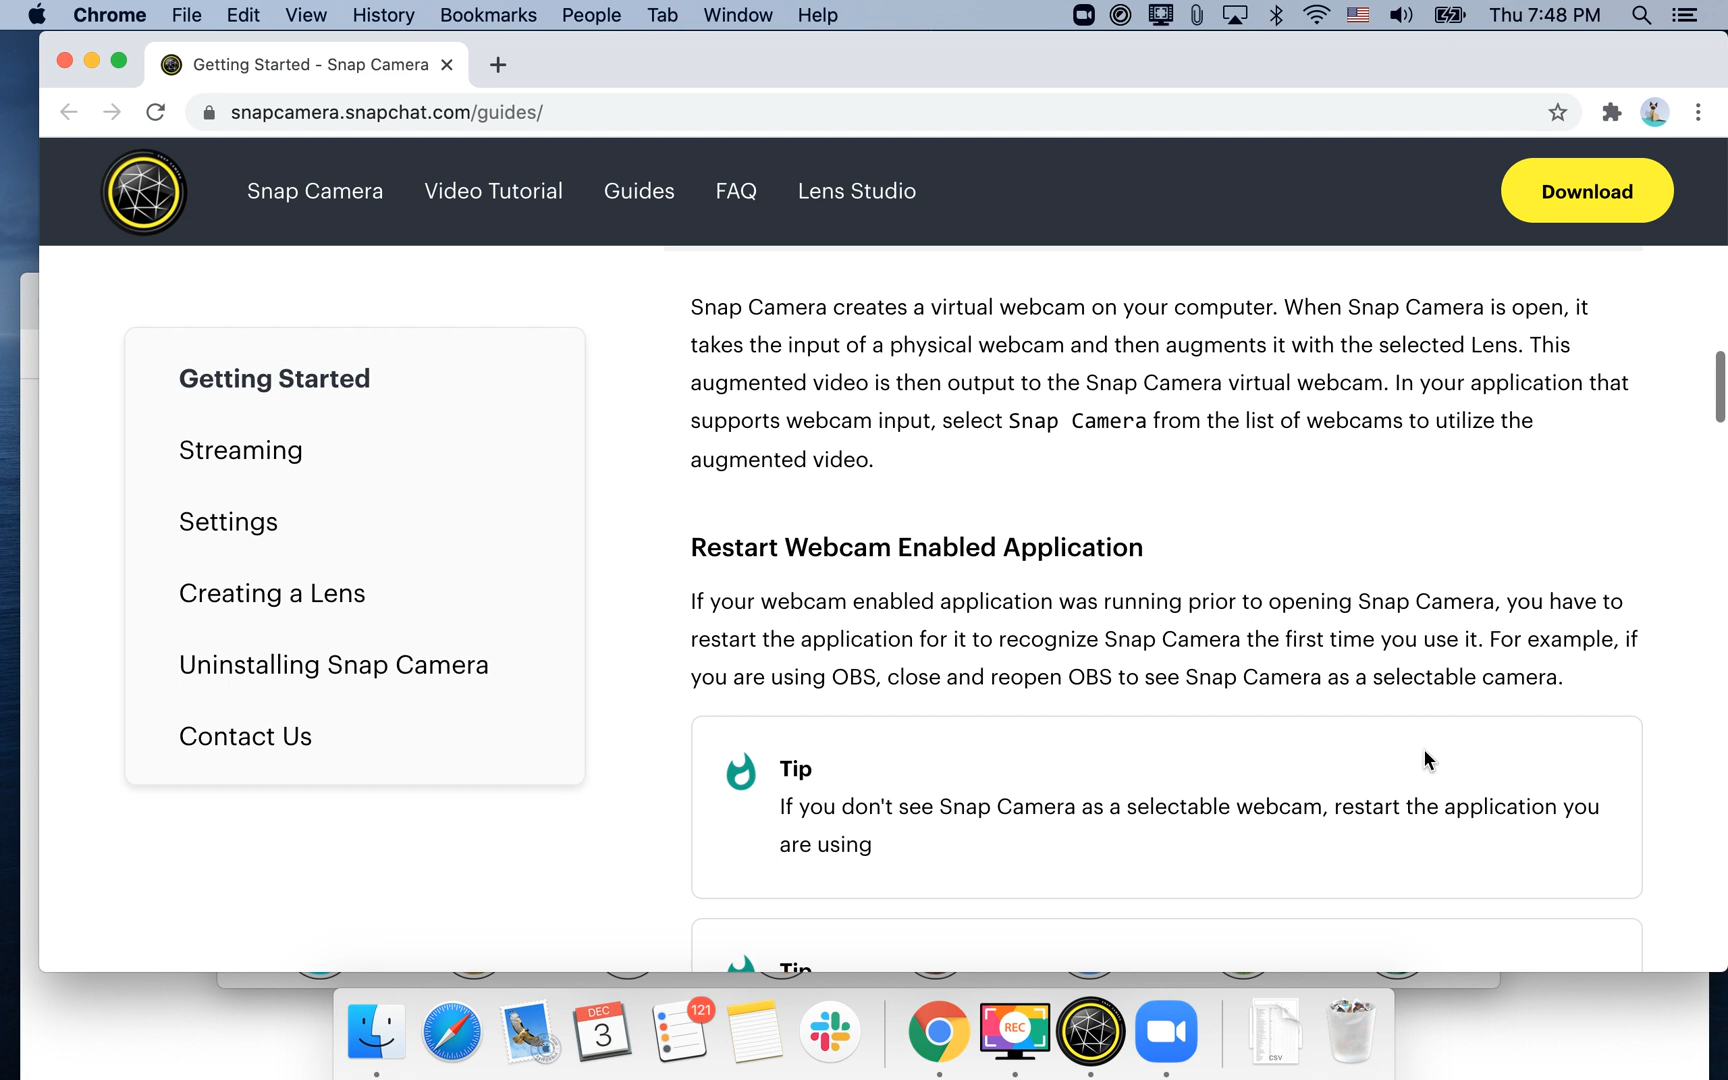 Chrome File Edit View History Bookmarks People Tab Window Help Thu 7:48 PM
Getting Started - Snap Camera
snapcamera.snapchat.com/guides/
Snap Camera Video Tutorial Guides FAQ Lens Studio Download
Getting Started
Streaming
Settings
Creating a Lens
Uninstalling Snap Camera
Contact Us
Snap Camera creates a virtual webcam on your computer. When Snap Camera is open, it
takes the input of a physical webcam and then augments it with the selected Lens. This
augmented video is then output to the Snap Camera virtual webcam. In your application that
supports webcam input, select Snap Camera from the list of webcams to utilize the
augmented video.
Restart Webcam Enabled Application
If your webcam enabled application was running prior to opening Snap Camera, you have to
restart the application for it to recognize Snap Camera the first time you use it. For example, if
you are using OBS, close and reopen OBS to see Snap Camera as a selectable camera.
Tip
If you don't see Snap Camera as a selectable webcam, restart the application you
are using
Tip
DEC
3
121
REC
CSV